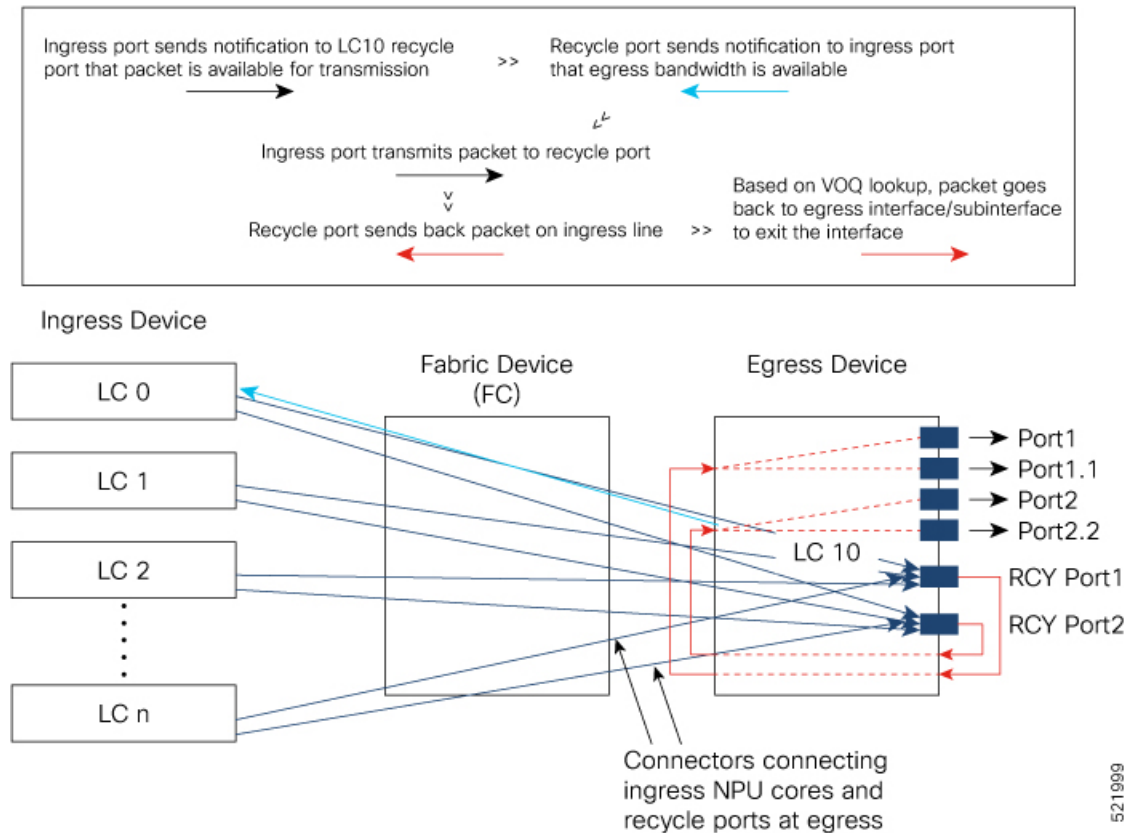 Ingress port sends notification to LC10 recycle
port that packet is available for transmission
>>
Recycle port sends notification to ingress port
that egress bandwidth is available
>>
Ingress port transmits packet to recycle port
>>
Recycle port sends back packet on ingress line
>>
Based on VOQ lookup, packet goes
back to egress interface/subinterface
to exit the interface
Ingress Device
LC 0
LC 1
LC 2
LC n
Fabric Device
(FC)
Egress Device
LC 10
Port1
Port1.1
Port2
Port2.2
RCY Port1
RCY Port2
Connectors connecting
ingress NPU cores and
recycle ports at egress
521999